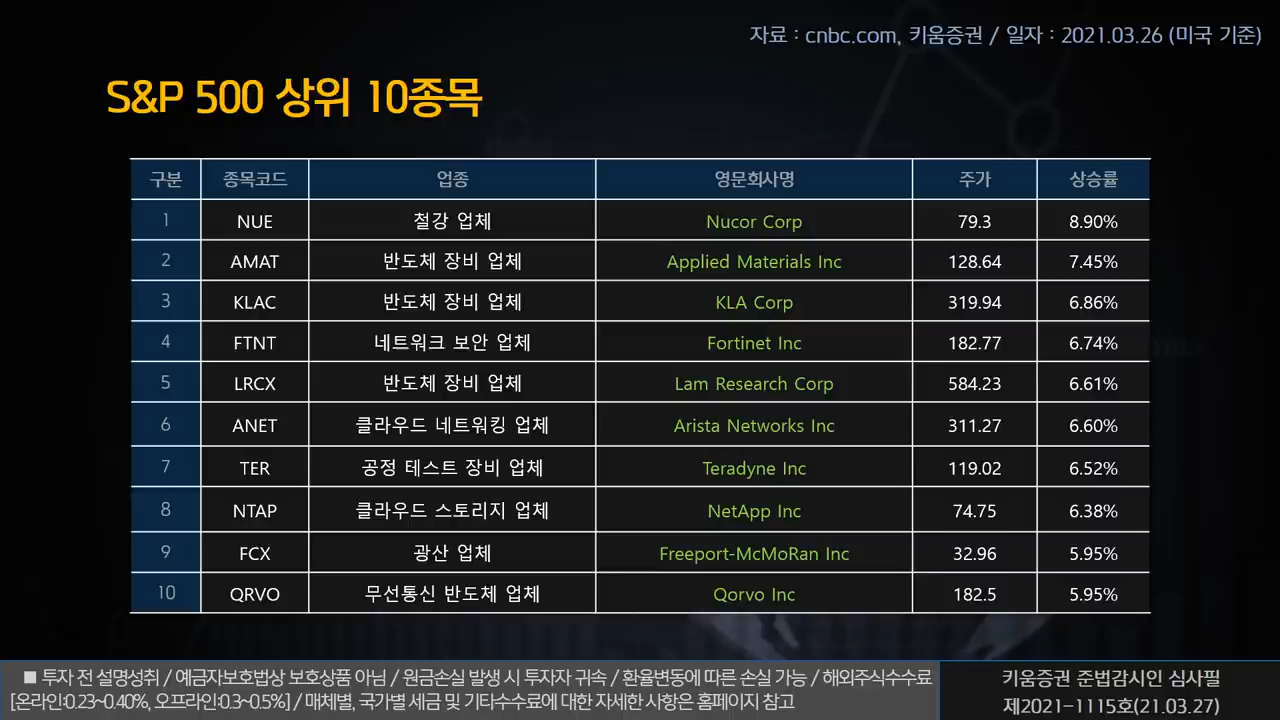 자료 : cnbc.com, 키움증권 / 일자 : 2021.03.26 (미국 기준)
S&P 500 상위 10종목
구분 종목코드 업종 영문회사명 주가 상승률
1 NUE 철강 업체 Nucor Corp 79.3 8.90%
2 AMAT 반도체 장비 업체 Applied Materials Inc 128.64 7.45%
3 KLAC 반도체 장비 업체 KLA Corp 319.94 6.86%
4 FTNT 네트워크 보안 업체 Fortinet Inc 182.77 6.74%
5 LRCX 반도체 장비 업체 Lam Research Corp 584.23 6.61%
6 ANET 클라우드 네트워킹 업체 Arista Networks Inc 311.27 6.60%
7 TER 공정 테스트 장비 업체 Teradyne Inc 119.02 6.52%
8 NTAP 클라우드 스토리지 업체 NetApp Inc 74.75 6.38%
9 FCX 광산 업체 Freeport-McMoRan Inc 32.96 5.95%
10 QRVO 무선통신 반도체 업체 Qorvo Inc 182.5 5.95%
■ 투자 전 설명성취 / 예금자보호법상 보호상품 아님 / 원금손실 발생 시 투자자 귀속 / 환율변동에 따른 손실 가능 / 해외주식수수료
[온라인:0.23~0.40%, 오프라인:0.3~0.5%] / 매체별, 국가별 세금 및 기타수수료에 대한 자세한 사항은 홈페이지 참고
키움증권 준법감시인 심사필
제2021-1115호(21.03.27)